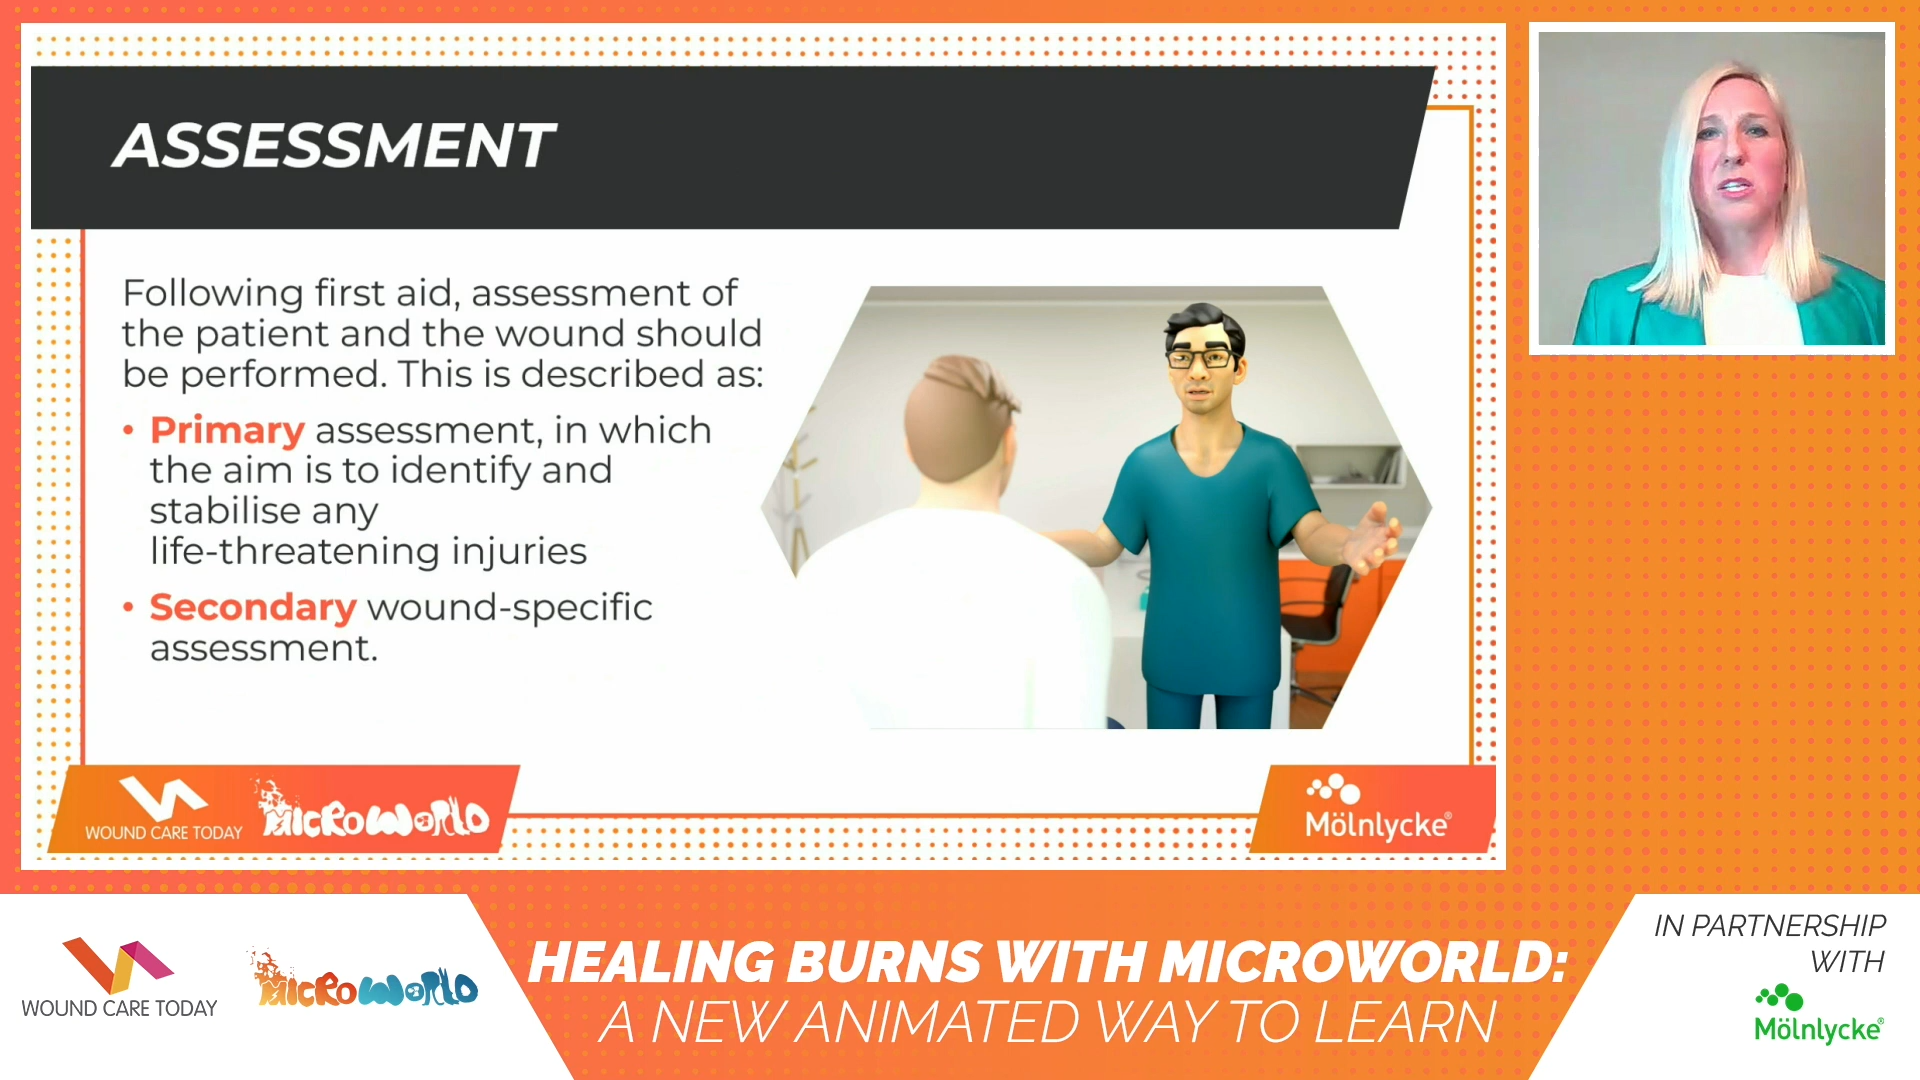 ASSESSMENT
Following first aid, assessment of
the patient and the wound should
be performed. This is described as:
• Primary assessment, in which
the aim is to identify and
stabilise any
life-threatening injuries
• Secondary wound-specific
assessment.
WOUND CARE TODAY
MICROWORLD
Mölnlycke®
WOUND CARE TODAY
MICROWORLD
HEALING BURNS WITH MICROWORLD:
A NEW ANIMATED WAY TO LEARN
IN PARTNERSHIP
WITH
Mölnlycke®